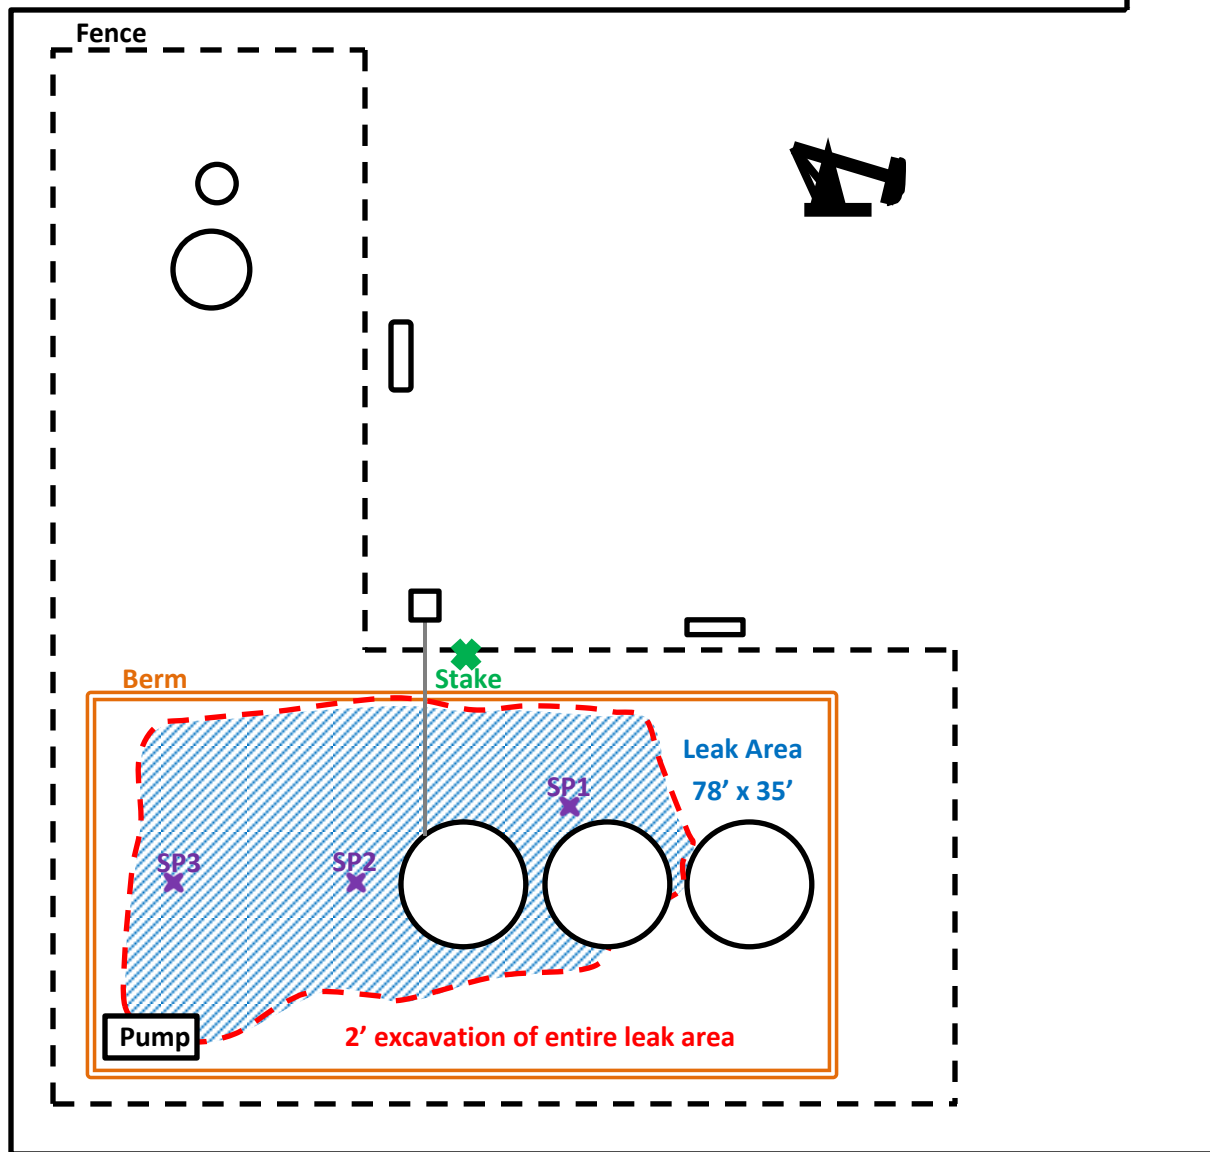 Fence
Berm
Stake
Leak Area
78’ x 35’
SP1
SP2
SP3
Pump
2’ excavation of entire leak area